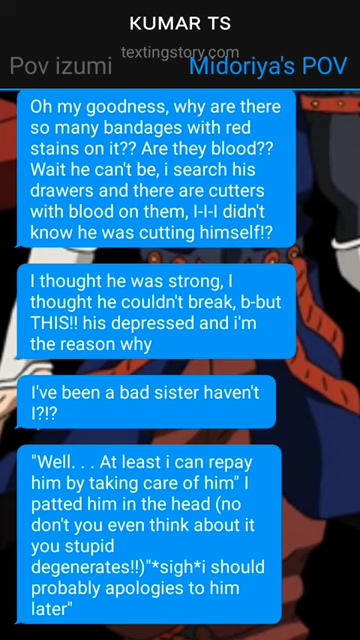 KUMAR TS
textingstory.com
Pov izumi
Midoriya's POV
Oh my goodness, why are there
so many bandages with red
stains on it?? Are they blood??
Wait he can't be, i search his
drawers and there are cutters
with blood on them, I-I-I didn't
know he was cutting himself!?
I thought he was strong, I
thought he couldn't break, b-but
THIS!! his depressed and i'm
the reason why
I've been a bad sister haven't
I?!?
"Well. . . At least i can repay
him by taking care of him" I
patted him in the head (no
don't you even think about it
you stupid
degenerates!!)"*sigh*i should
probably apologies to him
later"